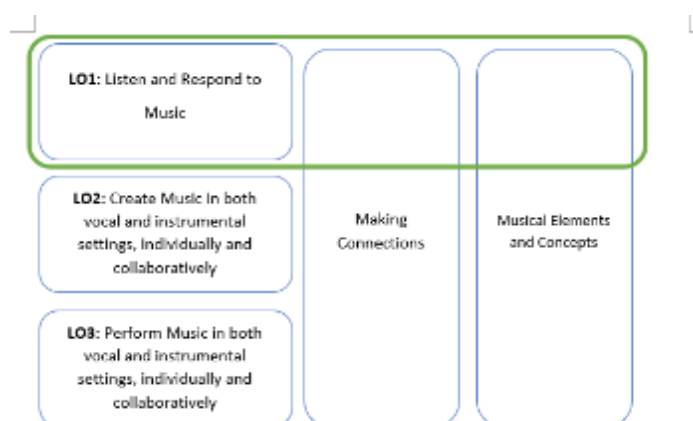 LO1: Listen and Respond to
Music
LO2: Create Music in both
vocal and instrumental
settings, individually and
collaboratively
Making
Connections
Musical Elements
and Concepts
LO3: Perform Music in both
vocal and instrumental
settings, individually and
collaboratively